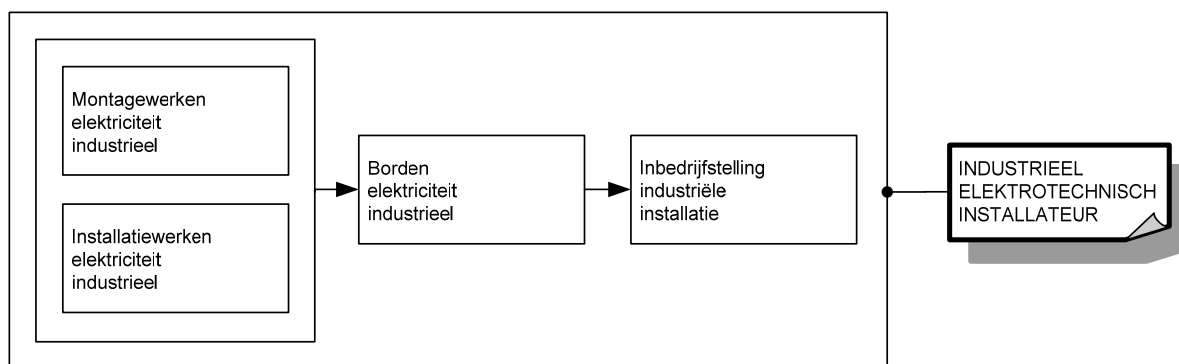 Montagewerken
elektriciteit
industrieel
Installatiewerken
elektriciteit
industrieel
Borden
elektriciteit
industrieel
Inbedrijfstelling
industriële
installatie
INDUSTRIEEL
ELEKTROTECHNISCH
INSTALLATEUR